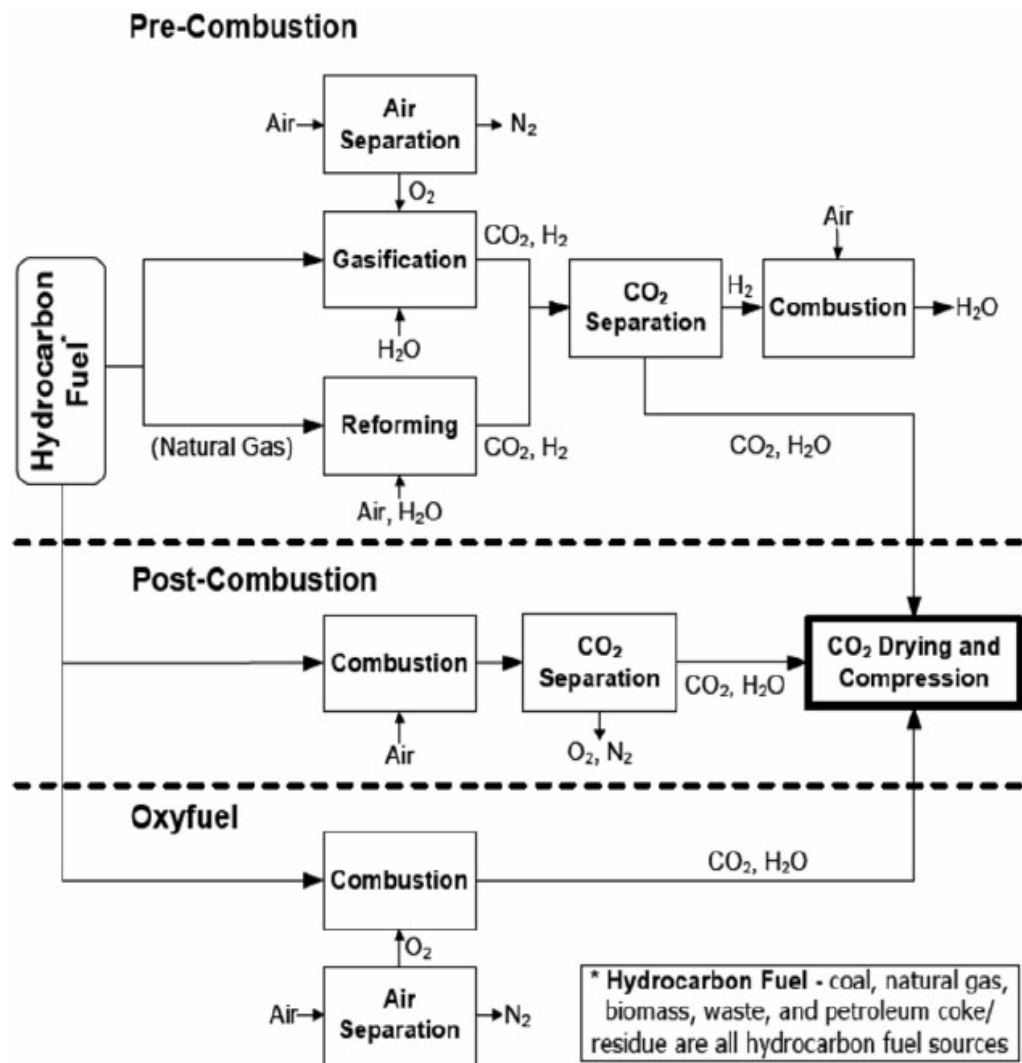 Pre-Combustion
Air
Air
Separation
N₂
O₂
Hydrocarbon
Fuel*
Gasification
CO₂, H₂
H₂O
(Natural Gas)
Reforming
CO₂, H₂
Air, H₂O
CO₂
Separation
H₂
Air
Combustion
H₂O
CO₂, H₂O
Post-Combustion
Combustion
Air
CO₂
Separation
O₂, N₂
CO₂, H₂O
CO₂ Drying and
Compression
Oxyfuel
Combustion
CO₂, H₂O
O₂
Air
Air
Separation
N₂
* Hydrocarbon Fuel - coal, natural gas,
biomass, waste, and petroleum coke/
residue are all hydrocarbon fuel sources